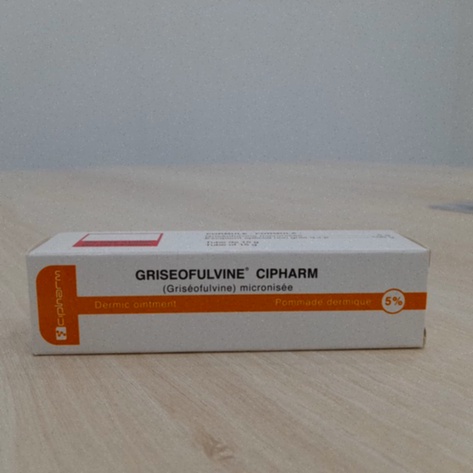 GRISEOFULVINE® CIPHARM
(Griséofulvine) micronisée
Dermic ointment
Pommade dermique
5%
cipharm